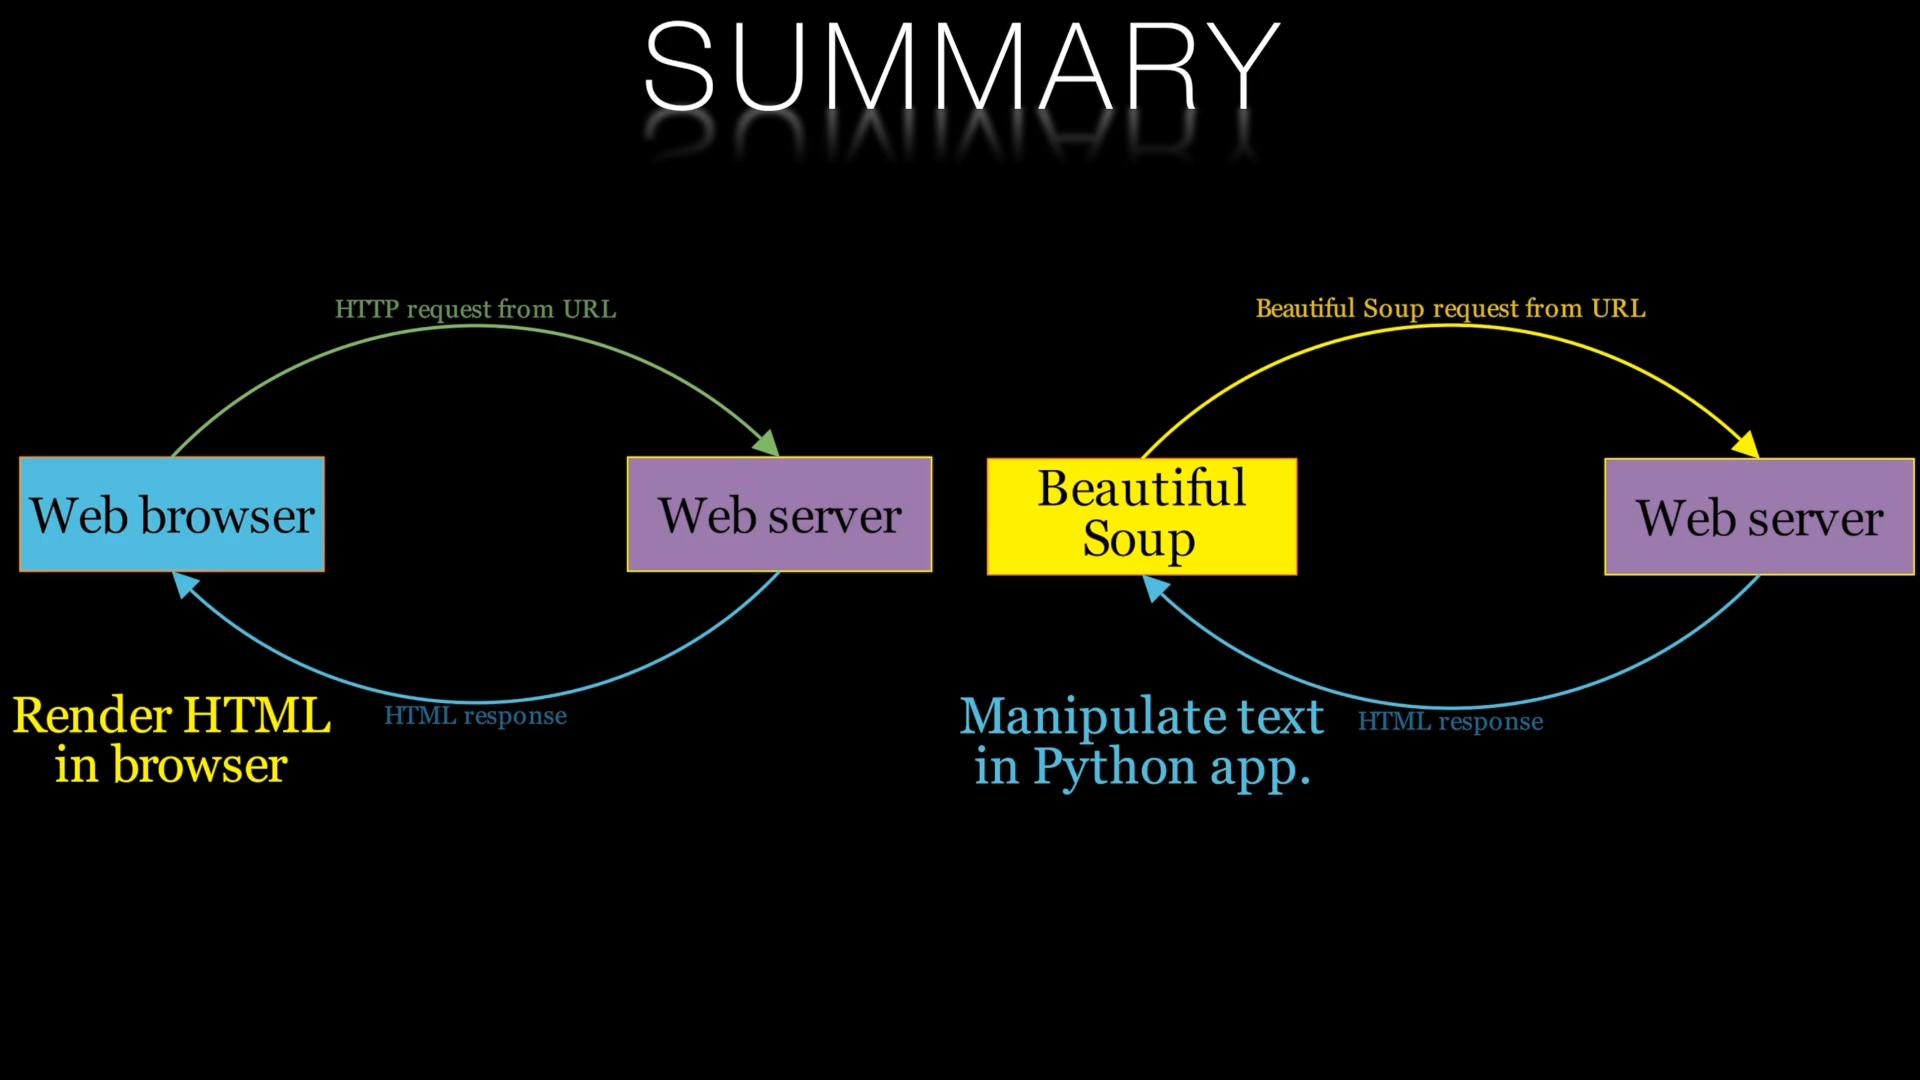 SUMMARY
HTTP request from URL
Web browser
Web server
HTML response
Render HTML
in browser
Beautiful Soup request from URL
Beautiful
Soup
Web server
HTML response
Manipulate text
in Python app.